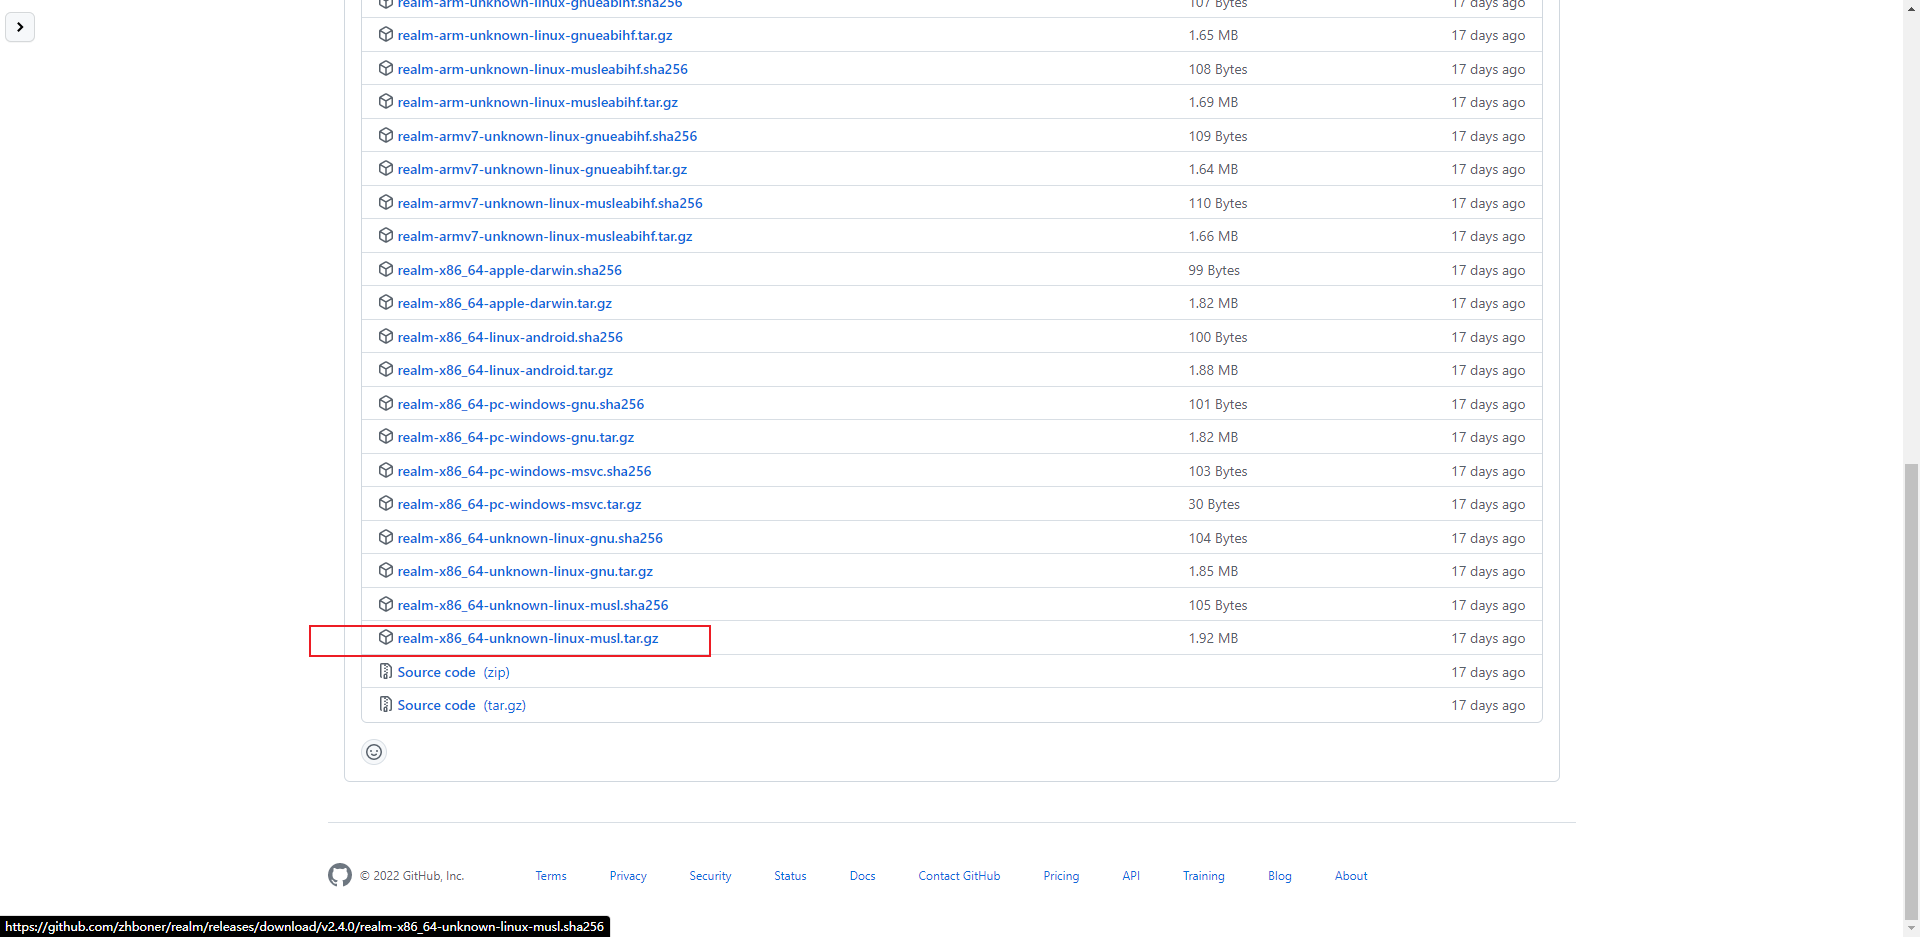 realm-arm-unknown-linux-gnueabihf.sha256 107 Bytes 17 days ago
realm-arm-unknown-linux-gnueabihf.tar.gz 1.65 MB 17 days ago
realm-arm-unknown-linux-musleabihf.sha256 108 Bytes 17 days ago
realm-arm-unknown-linux-musleabihf.tar.gz 1.69 MB 17 days ago
realm-armv7-unknown-linux-gnueabihf.sha256 109 Bytes 17 days ago
realm-armv7-unknown-linux-gnueabihf.tar.gz 1.64 MB 17 days ago
realm-armv7-unknown-linux-musleabihf.sha256 110 Bytes 17 days ago
realm-armv7-unknown-linux-musleabihf.tar.gz 1.66 MB 17 days ago
realm-x86_64-apple-darwin.sha256 99 Bytes 17 days ago
realm-x86_64-apple-darwin.tar.gz 1.82 MB 17 days ago
realm-x86_64-linux-android.sha256 100 Bytes 17 days ago
realm-x86_64-linux-android.tar.gz 1.88 MB 17 days ago
realm-x86_64-pc-windows-gnu.sha256 101 Bytes 17 days ago
realm-x86_64-pc-windows-gnu.tar.gz 1.82 MB 17 days ago
realm-x86_64-pc-windows-msvc.sha256 103 Bytes 17 days ago
realm-x86_64-pc-windows-msvc.tar.gz 30 Bytes 17 days ago
realm-x86_64-unknown-linux-gnu.sha256 104 Bytes 17 days ago
realm-x86_64-unknown-linux-gnu.tar.gz 1.85 MB 17 days ago
realm-x86_64-unknown-linux-musl.sha256 105 Bytes 17 days ago
realm-x86_64-unknown-linux-musl.tar.gz 1.92 MB 17 days ago
Source code (zip) 17 days ago
Source code (tar.gz) 17 days ago
© 2022 GitHub, Inc. Terms Privacy Security Status Docs Contact GitHub Pricing API Training Blog About
https://github.com/zhboner/realm/releases/download/v2.4.0/realm-x86_64-unknown-linux-musl.sha256